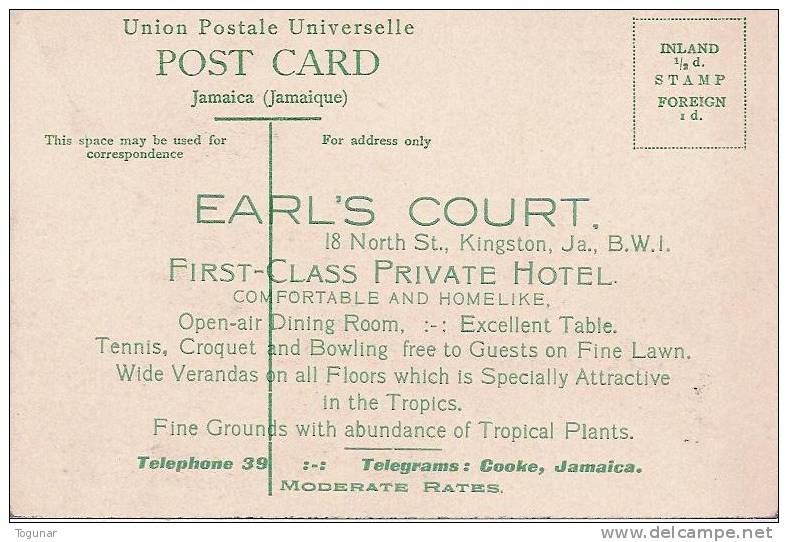 Union Postale Universelle
POST CARD
Jamaica (Jamaique)
INLAND
1/2 d.
STAMP
FOREIGN
1 d.
This space may be used for
correspondence
For address only
EARL'S COURT.
18 North St., Kingston, Ja., B.W.I.
FIRST-CLASS PRIVATE HOTEL.
COMFORTABLE AND HOMELIKE,
Open-air Dining Room, :-: Excellent Table.
Tennis, Croquet and Bowling free to Guests on Fine Lawn.
Wide Verandas on all Floors which is Specially Attractive
in the Tropics.
Fine Grounds with abundance of Tropical Plants.
Telephone 39 :-: Telegrams: Cooke, Jamaica.
MODERATE RATES.
Togunar
delcampe.net